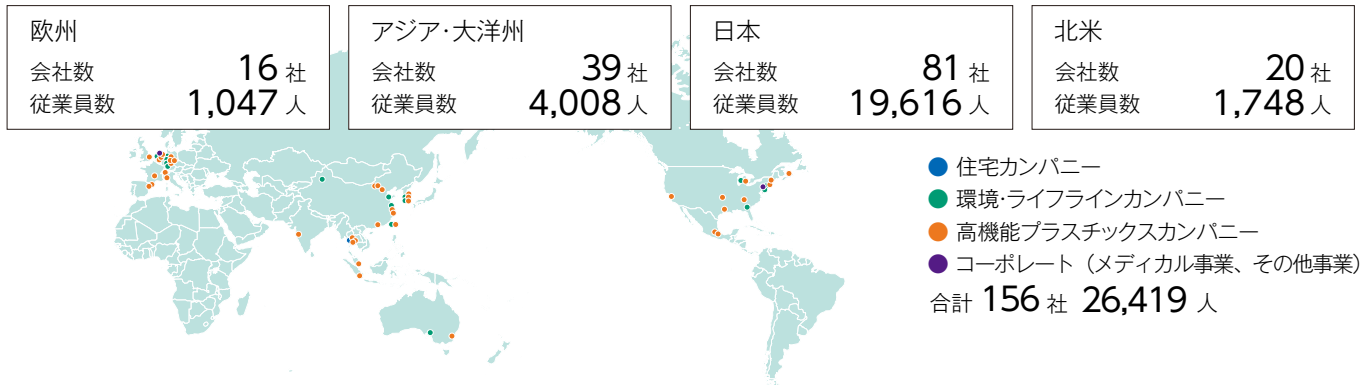 欧州
会社数 16 社
従業員数 1,047 人
アジア・大洋州
会社数 39 社
従業員数 4,008 人
日本
会社数 81 社
従業員数 19,616 人
北米
会社数 20 社
従業員数 1,748 人
住宅カンパニー
環境・ライフラインカンパニー
高機能プラスチックスカンパニー
コーポレート（メディカル事業、その他事業）
合計 156 社 26,419 人